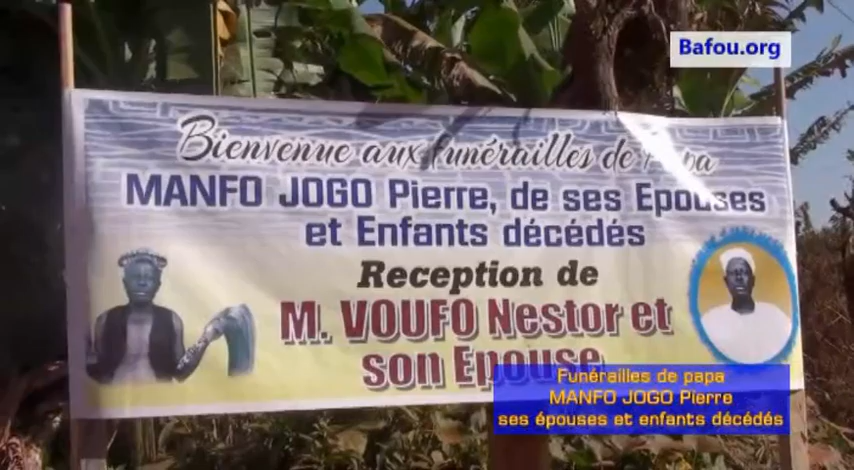 Bafou.org
Bienvenue aux funérailles de Papa
MANFO JOGO Pierre, de ses Epouses
et Enfants décédés
Reception de
M. VOUFO Nestor et
son Epouse
Funérailles de papa
MANFO JOGO Pierre
ses épouses et enfants décédés